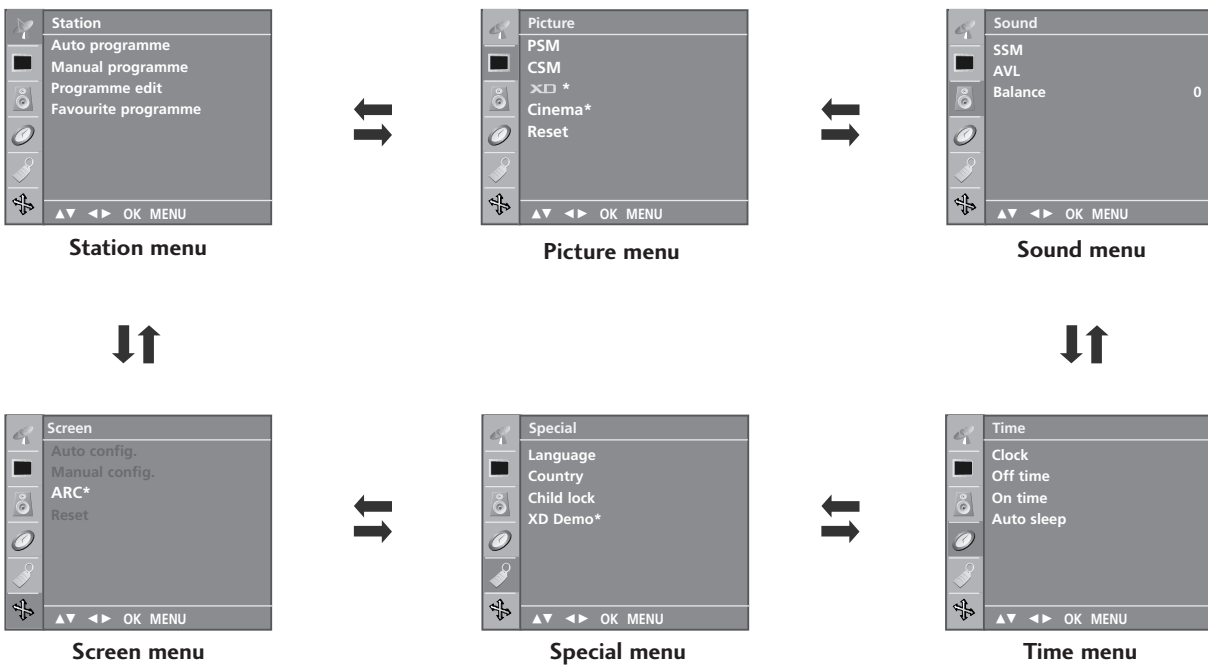 Station
Auto programme
Manual programme
Programme edit
Favourite programme
▲▼ ◄► OK MENU
Station menu
Picture
PSM
CSM
XD *
Cinema*
Reset
▲▼ ◄► OK MENU
Picture menu
Sound
SSM
AVL
Balance 0
▲▼ ◄► OK MENU
Sound menu
Screen
Auto config.
Manual config.
ARC*
Reset
▲▼ ◄► OK MENU
Screen menu
Special
Language
Country
Child lock
XD Demo*
▲▼ ◄► OK MENU
Special menu
Time
Clock
Off time
On time
Auto sleep
▲▼ ◄► OK MENU
Time menu